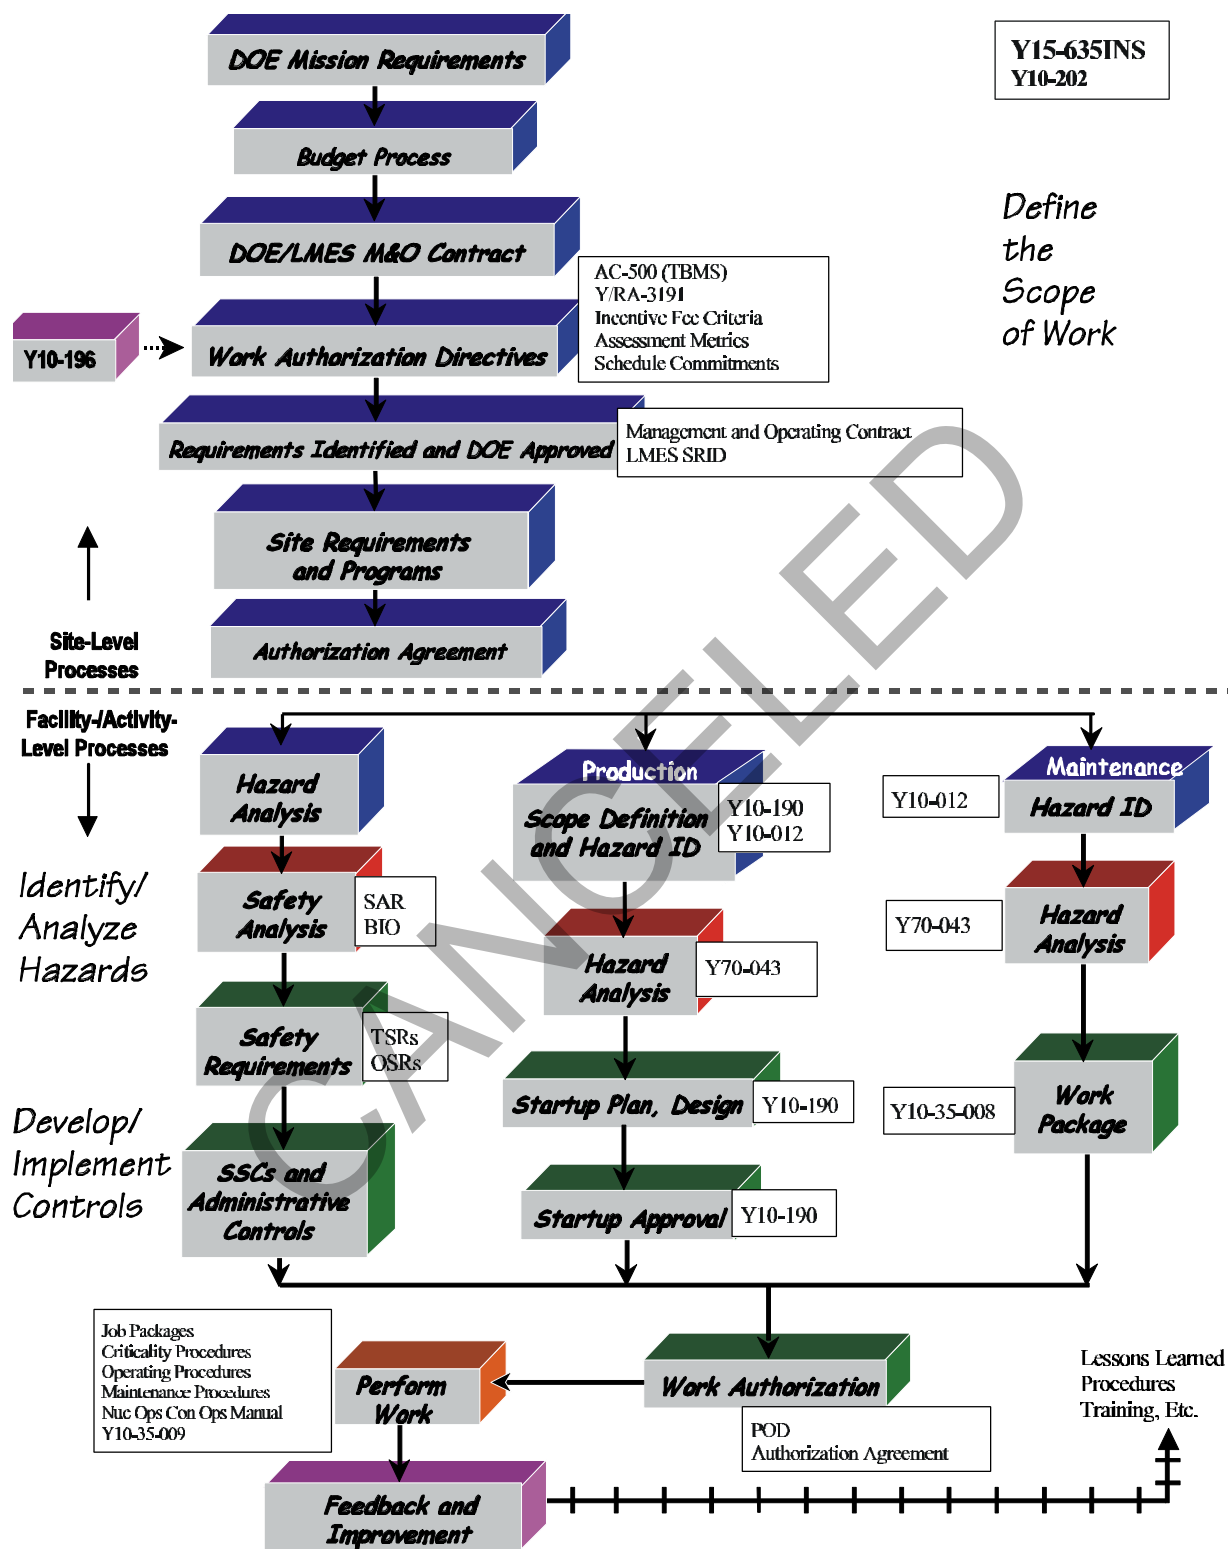 DOE Mission Requirements
Y15-635INS
Y10-202
Budget Process
Define
the
Scope
of Work
DOE/LMES M&O Contract
AC-500 (TBMS)
Y/RA-3191
Incentive Fee Criteria
Assessment Metrics
Schedule Commitments
Y10-196
Work Authorization Directives
Requirements Identified and DOE Approved
Management and Operating Contract
LMES SRID
Site Requirements
and Programs
Site-Level
Processes
Authorization Agreement
Facility-/Activity-
Level Processes
Hazard
Analysis
Production
Scope Definition
and Hazard ID
Y10-190
Y10-012
Y10-012
Maintenance
Hazard ID
Identify/
Analyze
Hazards
Safety
Analysis
SAR
BIO
Hazard
Analysis
Y70-043
Y70-043
Hazard
Analysis
Safety
Requirements
TSRs
OSRs
Startup Plan, Design
Y10-190
Y10-35-008
Work
Package
Develop/
Implement
Controls
SSCs and
Administrative
Controls
Startup Approval
Y10-190
Job Packages
Criticality Procedures
Operating Procedures
Maintenance Procedures
Nuc Ops Con Ops Manual
Y10-35-009
Perform
Work
Work Authorization
POD
Authorization Agreement
Lessons Learned
Procedures
Training, Etc.
Feedback and
Improvement
CANCELED